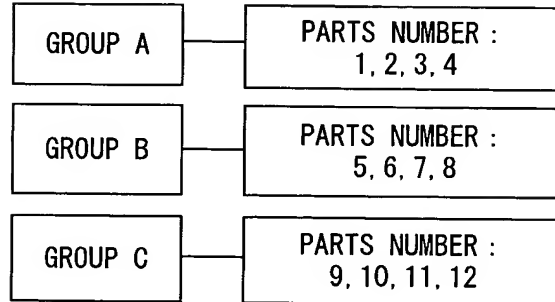 GROUP A
PARTS NUMBER :
1, 2, 3, 4
GROUP B
PARTS NUMBER :
5, 6, 7, 8
GROUP C
PARTS NUMBER :
9, 10, 11, 12